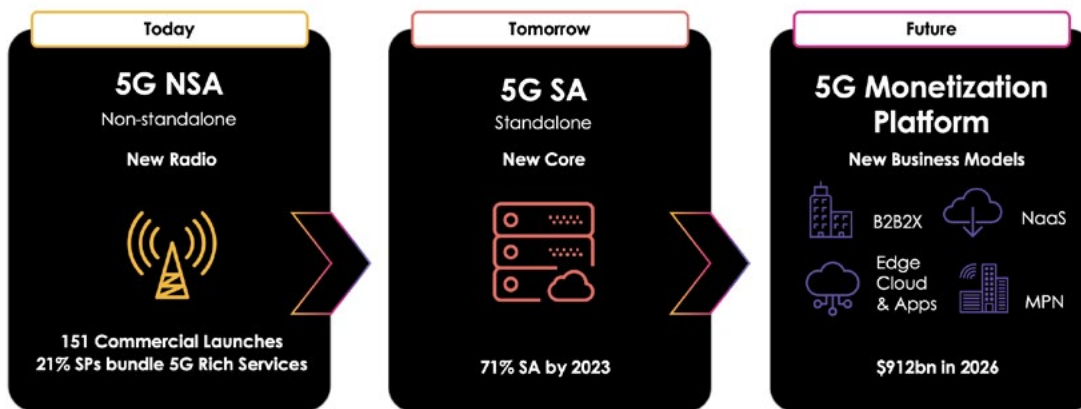 Today
5G NSA
Non-standalone
New Radio
151 Commercial Launches
21% SPs bundle 5G Rich Services
Tomorrow
5G SA
Standalone
New Core
71% SA by 2023
Future
5G Monetization
Platform
New Business Models
B2B2X
NaaS
Edge
Cloud
& Apps
MPN
$912bn in 2026